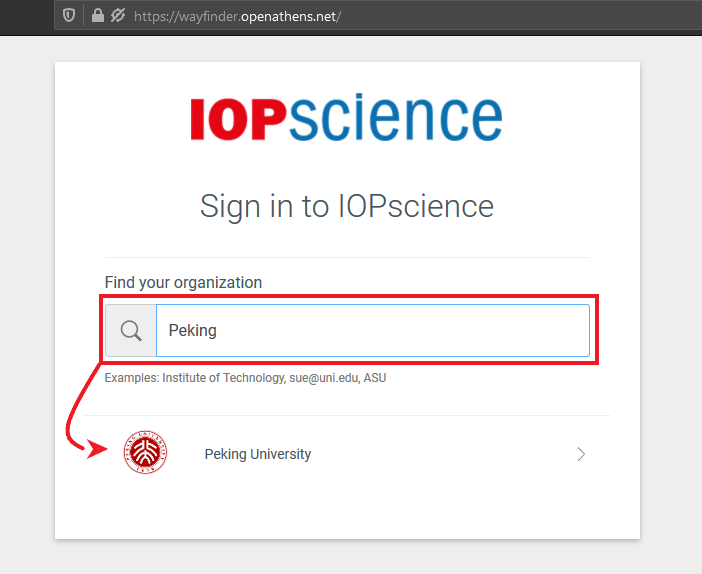 https://wayfinder.openathens.net/
IOPscience
Sign in to IOPscience
Find your organization
Peking
Examples: Institute of Technology, sue@uni.edu, ASU
Peking University